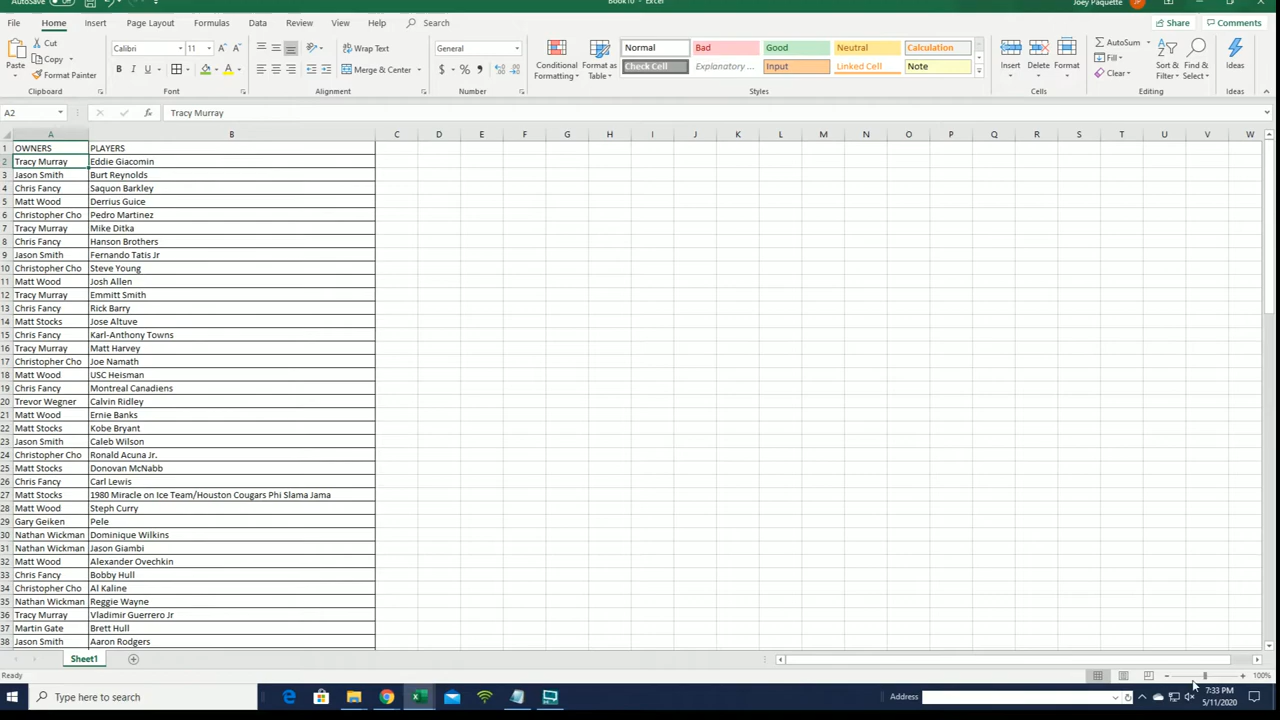 AutoSave Off Book10 - Excel Joey Paquette JP
File Home Insert Page Layout Formulas Data Review View Help Search Share Comments
Paste Cut Copy Format Painter Clipboard
Calibri 11 A A B I U A Font
Wrap Text Merge & Center Alignment
General $ % , Number
Conditional Formatting Format as Table
Normal Bad Good Neutral Calculation
Check Cell Explanatory ... Input Linked Cell Note
Styles
Insert Delete Format Cells
AutoSum Fill Clear Sort & Filter Find & Select Editing
Ideas Ideas
A2 fx Tracy Murray
A B C D E F G H I J K L M N O P Q R S T U V W
1 OWNERS PLAYERS
2 Tracy Murray Eddie Giacomin
3 Jason Smith Burt Reynolds
4 Chris Fancy Saquon Barkley
5 Matt Wood Derrius Guice
6 Christopher Cho Pedro Martinez
7 Tracy Murray Mike Ditka
8 Chris Fancy Hanson Brothers
9 Jason Smith Fernando Tatis Jr
10 Christopher Cho Steve Young
11 Matt Wood Josh Allen
12 Tracy Murray Emmitt Smith
13 Chris Fancy Rick Barry
14 Matt Stocks Jose Altuve
15 Chris Fancy Karl-Anthony Towns
16 Tracy Murray Matt Harvey
17 Christopher Cho Joe Namath
18 Matt Wood USC Heisman
19 Chris Fancy Montreal Canadiens
20 Trevor Wegner Calvin Ridley
21 Matt Wood Ernie Banks
22 Matt Stocks Kobe Bryant
23 Jason Smith Caleb Wilson
24 Christopher Cho Ronald Acuna Jr.
25 Matt Stocks Donovan McNabb
26 Chris Fancy Carl Lewis
27 Matt Stocks 1980 Miracle on Ice Team/Houston Cougars Phi Slama Jama
28 Matt Wood Steph Curry
29 Gary Geiken Pele
30 Nathan Wickman Dominique Wilkins
31 Nathan Wickman Jason Giambi
32 Matt Wood Alexander Ovechkin
33 Chris Fancy Bobby Hull
34 Christopher Cho Al Kaline
35 Nathan Wickman Reggie Wayne
36 Tracy Murray Vladimir Guerrero Jr
37 Martin Gate Brett Hull
38 Jason Smith Aaron Rodgers
Sheet1
Ready 100%
Type here to search Address 7:33 PM
5/11/2020